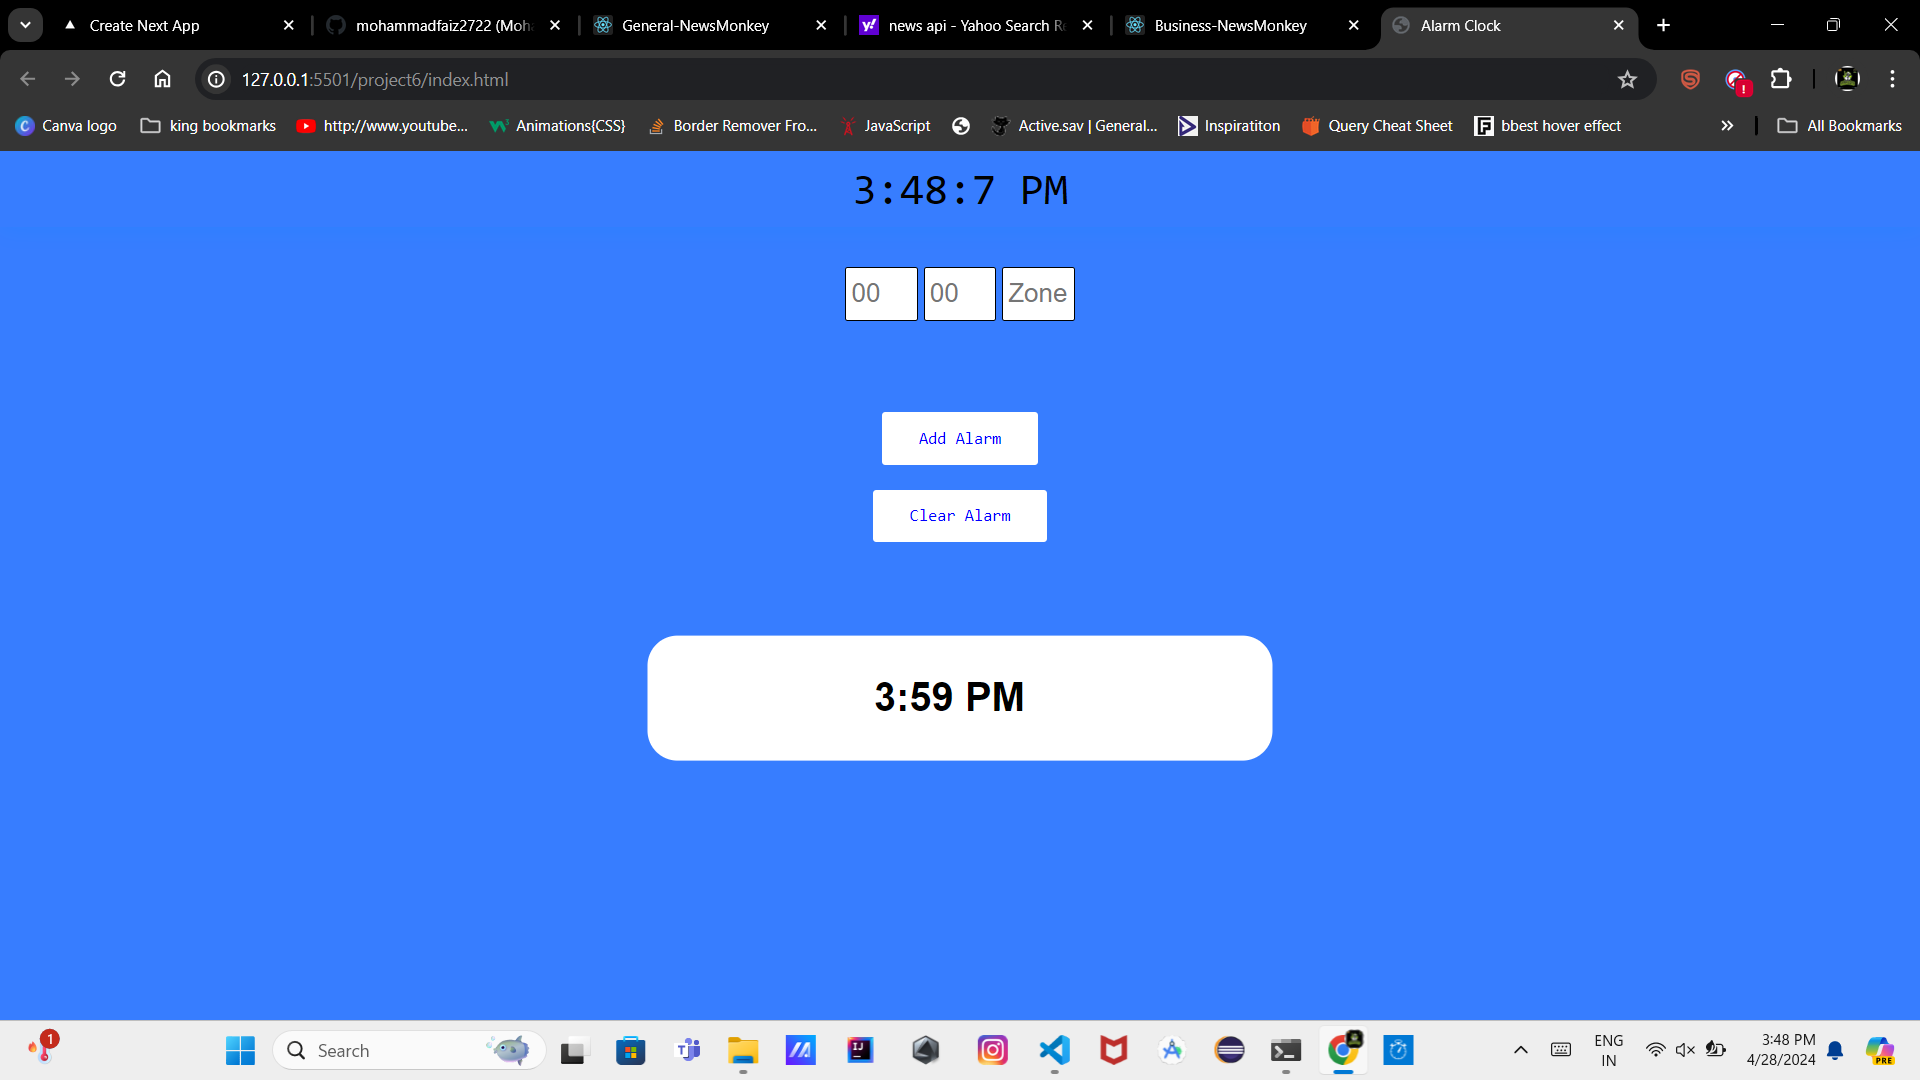 Create Next App
mohammadfaiz2722 (Moh
General-NewsMonkey
news api - Yahoo Search Re
Business-NewsMonkey
Alarm Clock
127.0.0.1:5501/project6/index.html
Canva logo
king bookmarks
http://www.youtube...
Animations{CSS}
Border Remover Fro...
JavaScript
Active.sav | General...
Inspiratiton
Query Cheat Sheet
bbest hover effect
All Bookmarks
3:48:7 PM
00 00 Zone
Add Alarm
Clear Alarm
3:59 PM
1
Search
ENG
IN
3:48 PM
4/28/2024
PRE